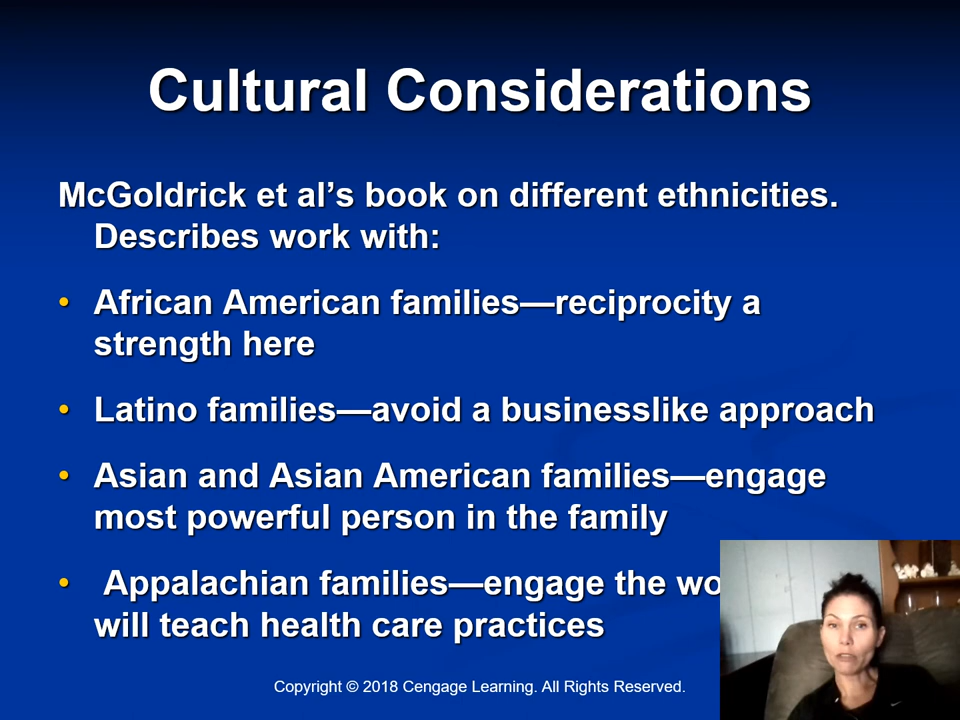 Cultural Considerations
McGoldrick et al’s book on different ethnicities.
Describes work with:
• African American families—reciprocity a
strength here
• Latino families—avoid a businesslike approach
• Asian and Asian American families—engage
most powerful person in the family
• Appalachian families—engage the
will teach health care practices
Copyright © 2018 Cengage Learning. All Rights Reserved.